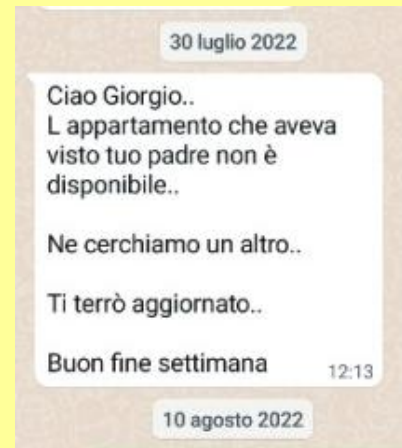 30 luglio 2022
Ciao Giorgio..
L appartamento che aveva
visto tuo padre non è
disponibile..
Ne cerchiamo un altro..
Ti terrò aggiornato..
Buon fine settimana
12:13
10 agosto 2022